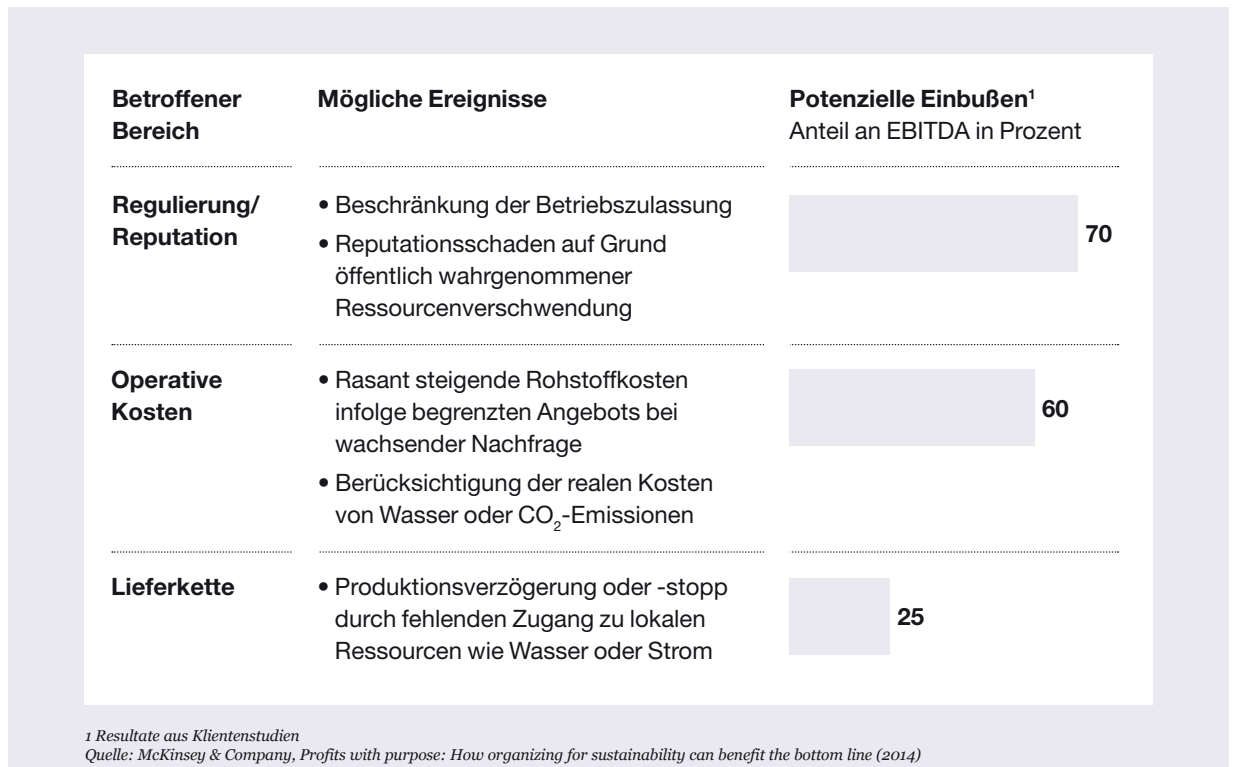 Betroffener
Bereich
Mögliche Ereignisse
Potenzielle Einbußen¹
Anteil an EBITDA in Prozent
Regulierung/
Reputation
• Beschränkung der Betriebszulassung
• Reputationsschaden auf Grund
öffentlich wahrgenommener
Ressourcenverschwendung
70
Operative
Kosten
• Rasant steigende Rohstoffkosten
infolge begrenzten Angebots bei
wachsender Nachfrage
• Berücksichtigung der realen Kosten
von Wasser oder CO₂-Emissionen
60
Lieferkette
• Produktionsverzögerung oder -stopp
durch fehlenden Zugang zu lokalen
Ressourcen wie Wasser oder Strom
25
1 Resultate aus Klientenstudien
Quelle: McKinsey & Company, Profits with purpose: How organizing for sustainability can benefit the bottom line (2014)